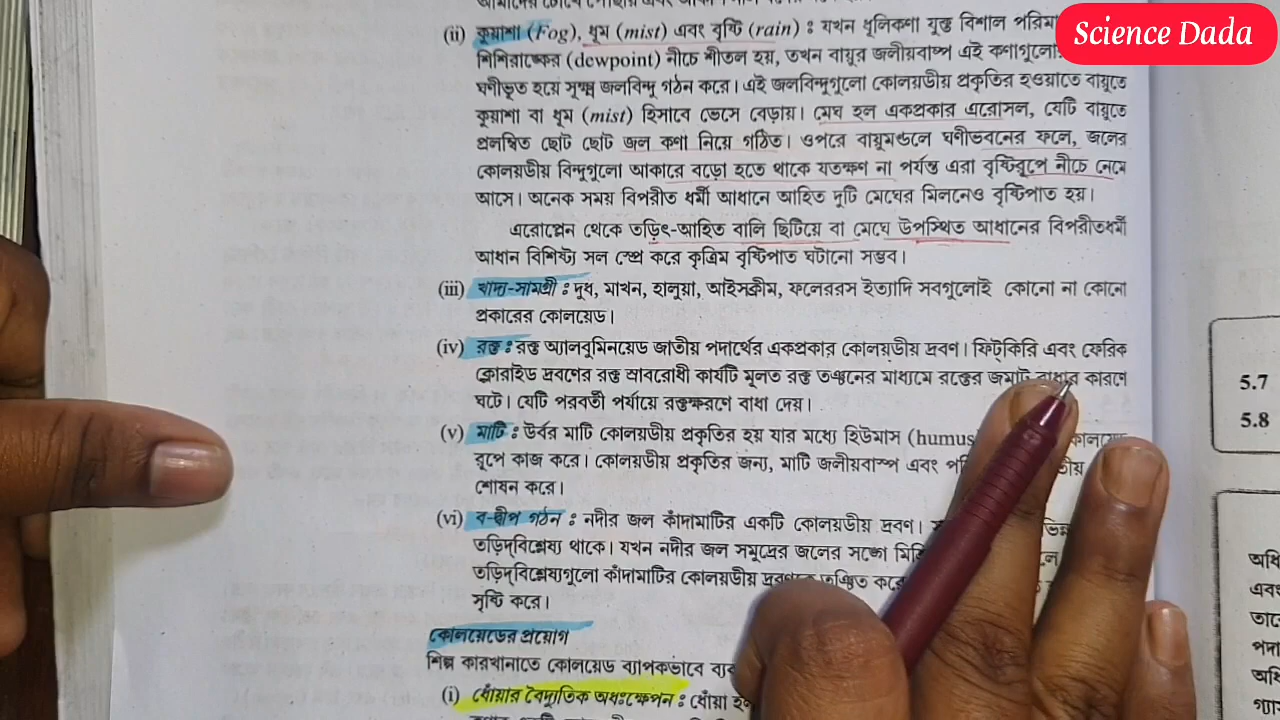 Science Dada
(ii) কুয়াশা (Fog), ধূম (mist) এবং বৃষ্টি (rain) : যখন ধূলিকণা যুক্ত বিশাল
শিশিরাঙ্কের (dewpoint) নীচে শীতল হয়, তখন বায়ুর জলীয়বাষ্প এই
ঘণীভূত হয়ে সূক্ষ্ম জলবিন্দু গঠন করে। এই জলবিন্দুগুলো কোলয়ডীয় প্রকৃতির হওয়াতে বায়ুতে
কুয়াশা বা ধূম (mist) হিসাবে ভেসে বেড়ায়। মেঘ হল একপ্রকার এরোসল, যেটি বায়ুতে
প্রলম্বিত ছোট ছোট জল কণা নিয়ে গঠিত। ওপরে বায়ুমণ্ডলে ঘণীভবনের ফলে, জলের
কোলয়ডীয় বিন্দুগুলো আকারে বড়ো হতে থাকে যতক্ষণ না পর্যন্ত এরা বৃষ্টিরূপে নীচে নেমে
আসে। অনেক সময় বিপরীত ধর্মী আধানে আহিত দুটি মেঘের মিলনেও বৃষ্টিপাত হয়।
এরোপ্লেন থেকে তড়িৎ-আহিত বালি ছিটিয়ে বা মেঘে উপস্থিত আধানের বিপরীতধর্মী
আধান বিশিষ্ট্য সল স্প্রে করে কৃত্রিম বৃষ্টিপাত ঘটানো সম্ভব।
(iii) খাদ্য-সামগ্রী : দুধ, মাখন, হালুয়া, আইসক্রীম, ফলেররস ইত্যাদি সবগুলোই কোনো না কোনো
প্রকারের কোলয়েড।
(iv) রক্ত : রক্ত অ্যালবুমিনয়েড জাতীয় পদার্থের একপ্রকার কোলয়ডীয় দ্রবণ। ফিট্‌কিরি এবং ফেরিক
ক্লোরাইড দ্রবণের রক্ত স্রাবরোধী কার্যটি মূলত রক্ত তঞ্চনের মাধ্যমে রক্তের জমাট বাধার কারণে
ঘটে। যেটি পরবর্তী পর্যায়ে রক্তক্ষরণে বাধা দেয়।
(v) মাটি : উর্বর মাটি কোলয়ডীয় প্রকৃতির হয় যার মধ্যে হিউমাস (humus
রূপে কাজ করে। কোলয়ডীয় প্রকৃতির জন্য, মাটি জলীয়বাষ্প এবং
শোষন করে।
(vi) ব-দ্বীপ গঠন : নদীর জল কাঁদামাটির একটি কোলয়ডীয় দ্রবণ।
তড়িদ্‌বিশ্লেষ্য থাকে। যখন নদীর জল সমুদ্রের জলের সঙ্গে
তড়িদ্‌বিশ্লেষ্যগুলো কাঁদামাটির কোলয়ডীয় দ্রবণকে তঞ্চিত করে
সৃষ্টি করে।
কোলয়েডের প্রয়োগ
শিল্প কারখানাতে কোলয়েড ব্যাপকভাবে
(i) ধোঁয়ার বৈদ্যুতিক অধঃক্ষেপন : ধোঁয়া
5.7
5.8